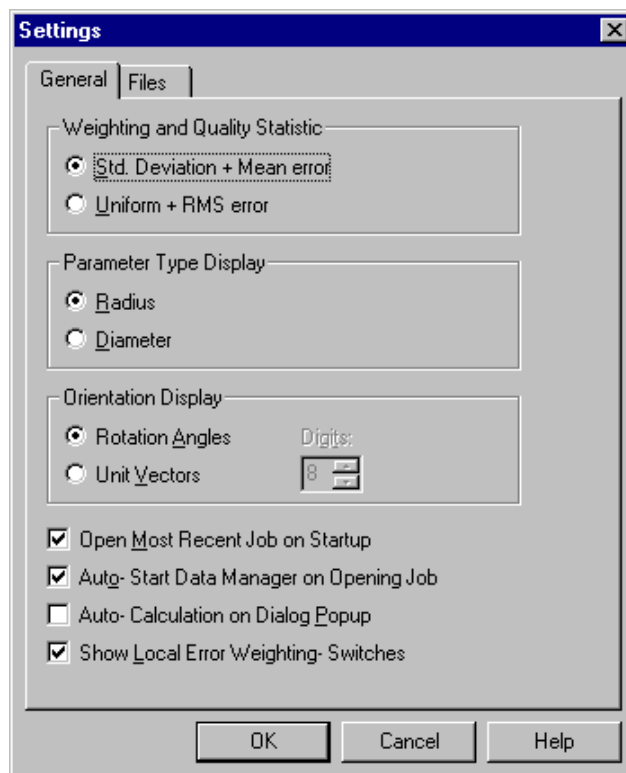 Settings
General Files
Weighting and Quality Statistic
Std. Deviation + Mean error
Uniform + RMS error
Parameter Type Display
Radius
Diameter
Orientation Display
Rotation Angles Digits:
Unit Vectors 8
Open Most Recent Job on Startup
Auto- Start Data Manager on Opening Job
Auto- Calculation on Dialog Popup
Show Local Error Weighting- Switches
OK Cancel Help